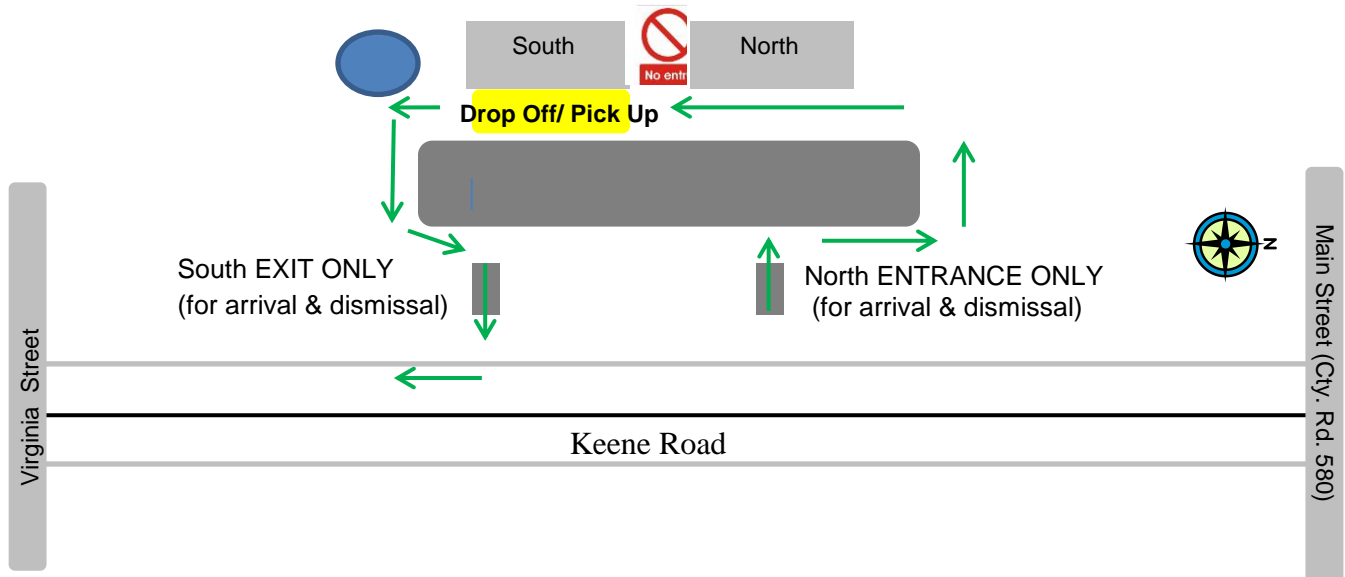 South
North
No entr
Drop Off/ Pick Up
N
South EXIT ONLY
(for arrival & dismissal)
North ENTRANCE ONLY
(for arrival & dismissal)
Virginia Street
Main Street (Cty. Rd. 580)
Keene Road